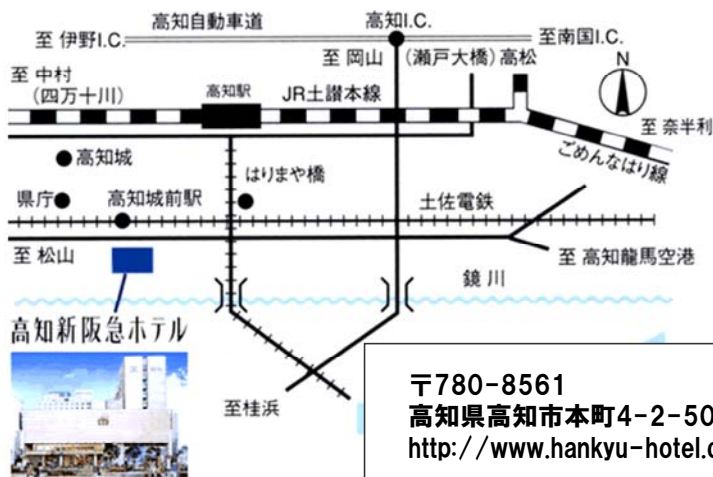 高知自動車道
高知I.C.
至 伊野I.C.
至南国I.C.
至 岡山
(瀬戸大橋)
高松
N
至 中村
(四万十川)
高知駅
JR土讃本線
至 奈半利
ごめんなはり線
高知城
はりまや橋
県庁
高知城前駅
土佐電鉄
至 松山
至 高知龍馬空港
鏡 川
高知新阪急ホテル
至桂浜
〒780-8561
高知県高知市本町4-2-50
http://www.hankyu-hotel.c